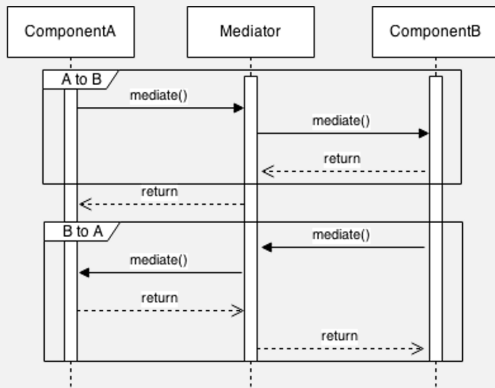 ComponentA
Mediator
ComponentB
A to B
mediate()
mediate()
return
return
B to A
mediate()
mediate()
return
return